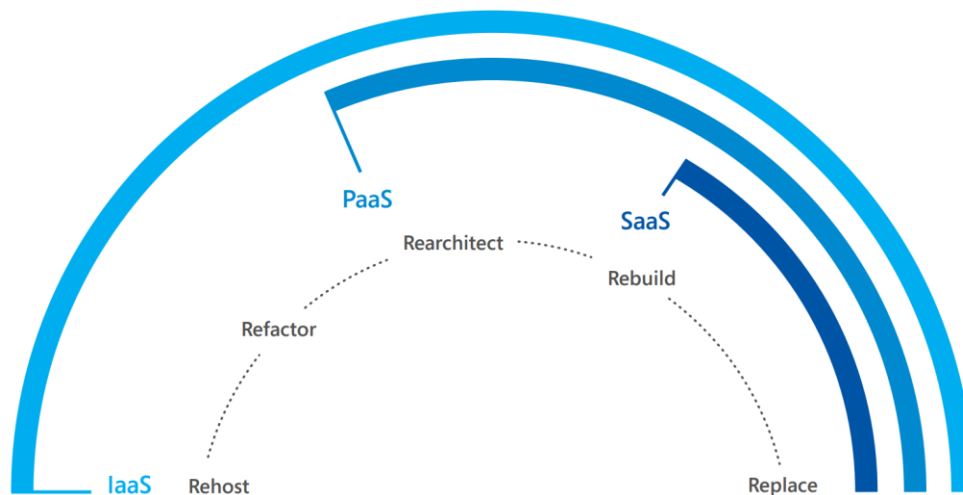 PaaS
SaaS
Rearchitect
Rebuild
Refactor
IaaS
Rehost
Replace